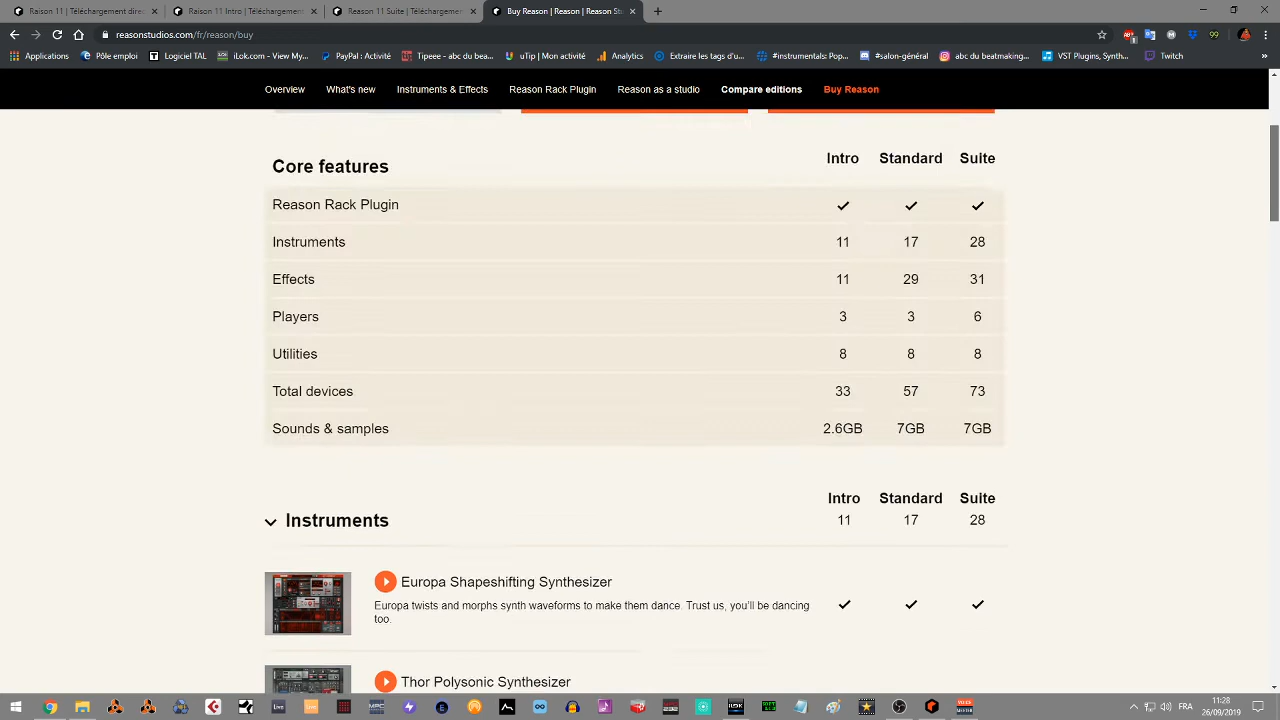 Raison 11 | Téléchargement direc
Raison 11 Intro | Téléchargemen
Raison 11 Suite | Téléchargemen
Buy Reason | Reason Studios
reasonstudios.com/fr/reason/buy
99
Applications
Pôle emploi
Logiciel TAL
iLok.com - My iLok...
PayPal : Activité
Tipeee - abc du bea...
uTip | Mon activité
Analytics
Extraire les tags d'u...
#instrumentals: Pop...
#salon-général
abc du beatmaking...
VST Plugins, Synth...
Twitch
»
Overview
What's new
Instruments & Effects
Reason Rack Plugin
Reason as a studio
Compare editions
Buy Reason
Core features Intro Standard Suite
Reason Rack Plugin ✔ ✔ ✔
Instruments 11 17 28
Effects 11 29 31
Players 3 3 6
Utilities 8 8 8
Total devices 33 57 73
Sounds & samples 2.6GB 7GB 7GB
Intro Standard Suite
Instruments 11 17 28
Europa Shapeshifting Synthesizer
Europa twists and morphs synth waveforms to make them dance. Trust us, you'll be dancing
too.
Thor Polysonic Synthesizer
FRA
11:28
26/09/2019